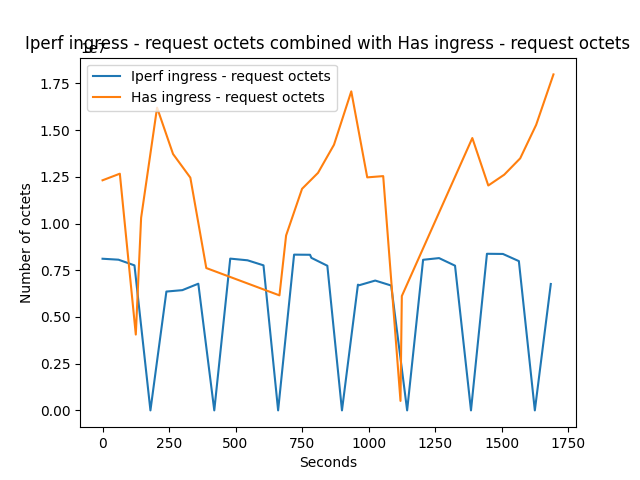 Iperf ingress - request octets combined with Has ingress - request octets
1e7
Iperf ingress - request octets
Has ingress - request octets
1.75
1.50
1.25
1.00
0.75
0.50
0.25
0.00
Number of octets
0 250 500 750 1000 1250 1500 1750
Seconds